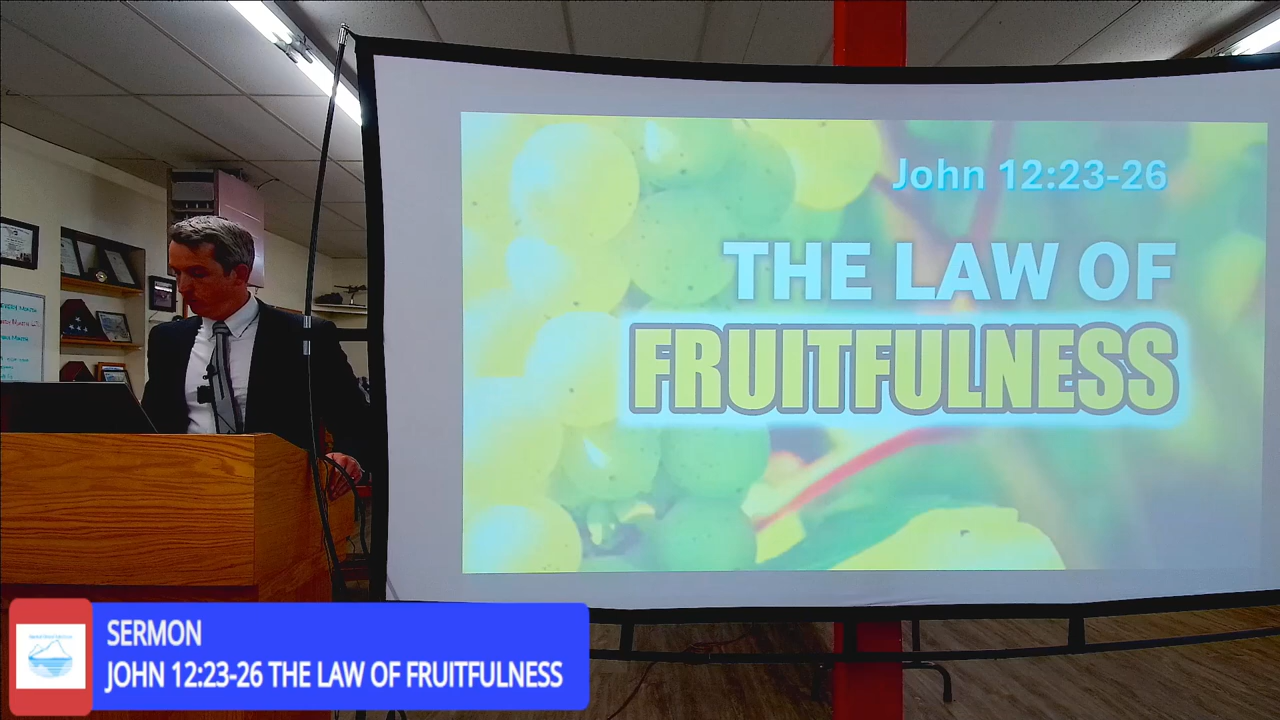 John 12:23-26
THE LAW OF
FRUITFULNESS
SERMON
JOHN 12:23-26 THE LAW OF FRUITFULNESS